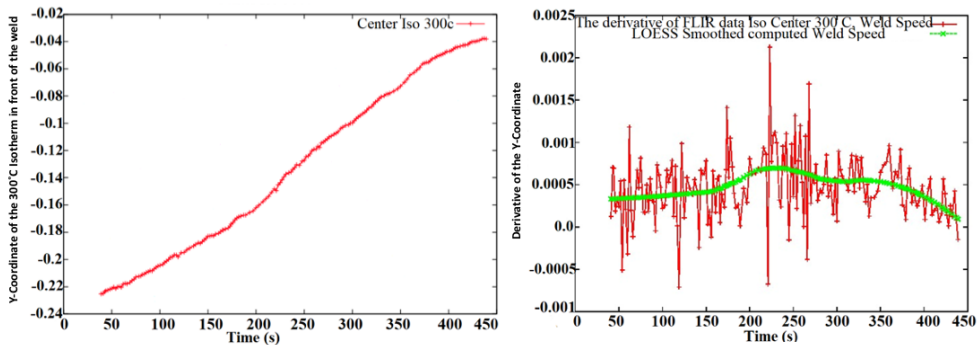 Y-Coordinate of the 300°C Isotherm in front of the weld
-0.02
-0.04
-0.06
-0.08
-0.1
-0.12
-0.14
-0.16
-0.18
-0.2
-0.22
-0.24
Center Iso 300c
0 50 100 150 200 250 300 350 400 450
Time (s)
Derivative of the Y-Coordinate
0.0025
0.002
0.0015
0.001
0.0005
0.0
-0.0005
-0.001
The derivative of FLIR data Iso Center 300 C, Weld Speed
LOESS Smoothed computed Weld Speed
0 50 100 150 200 250 300 350 400 450
Time (s)